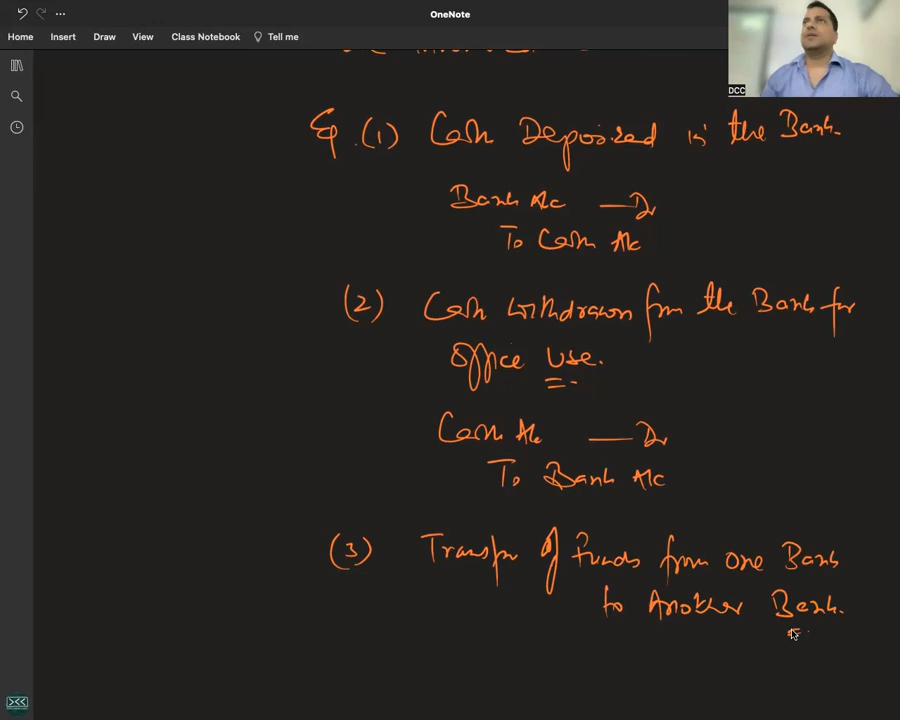 OneNote
Home Insert Draw View Class Notebook Tell me
DCC
Eg. (1) Cash Deposited in the Bank.
Bank A/c — Dr
To Cash A/c
(2) Cash withdrawn from the Bank for
office use.
Cash A/c — Dr
To Bank A/c
(3) Transfer of Funds from one Bank
to Another Bank.